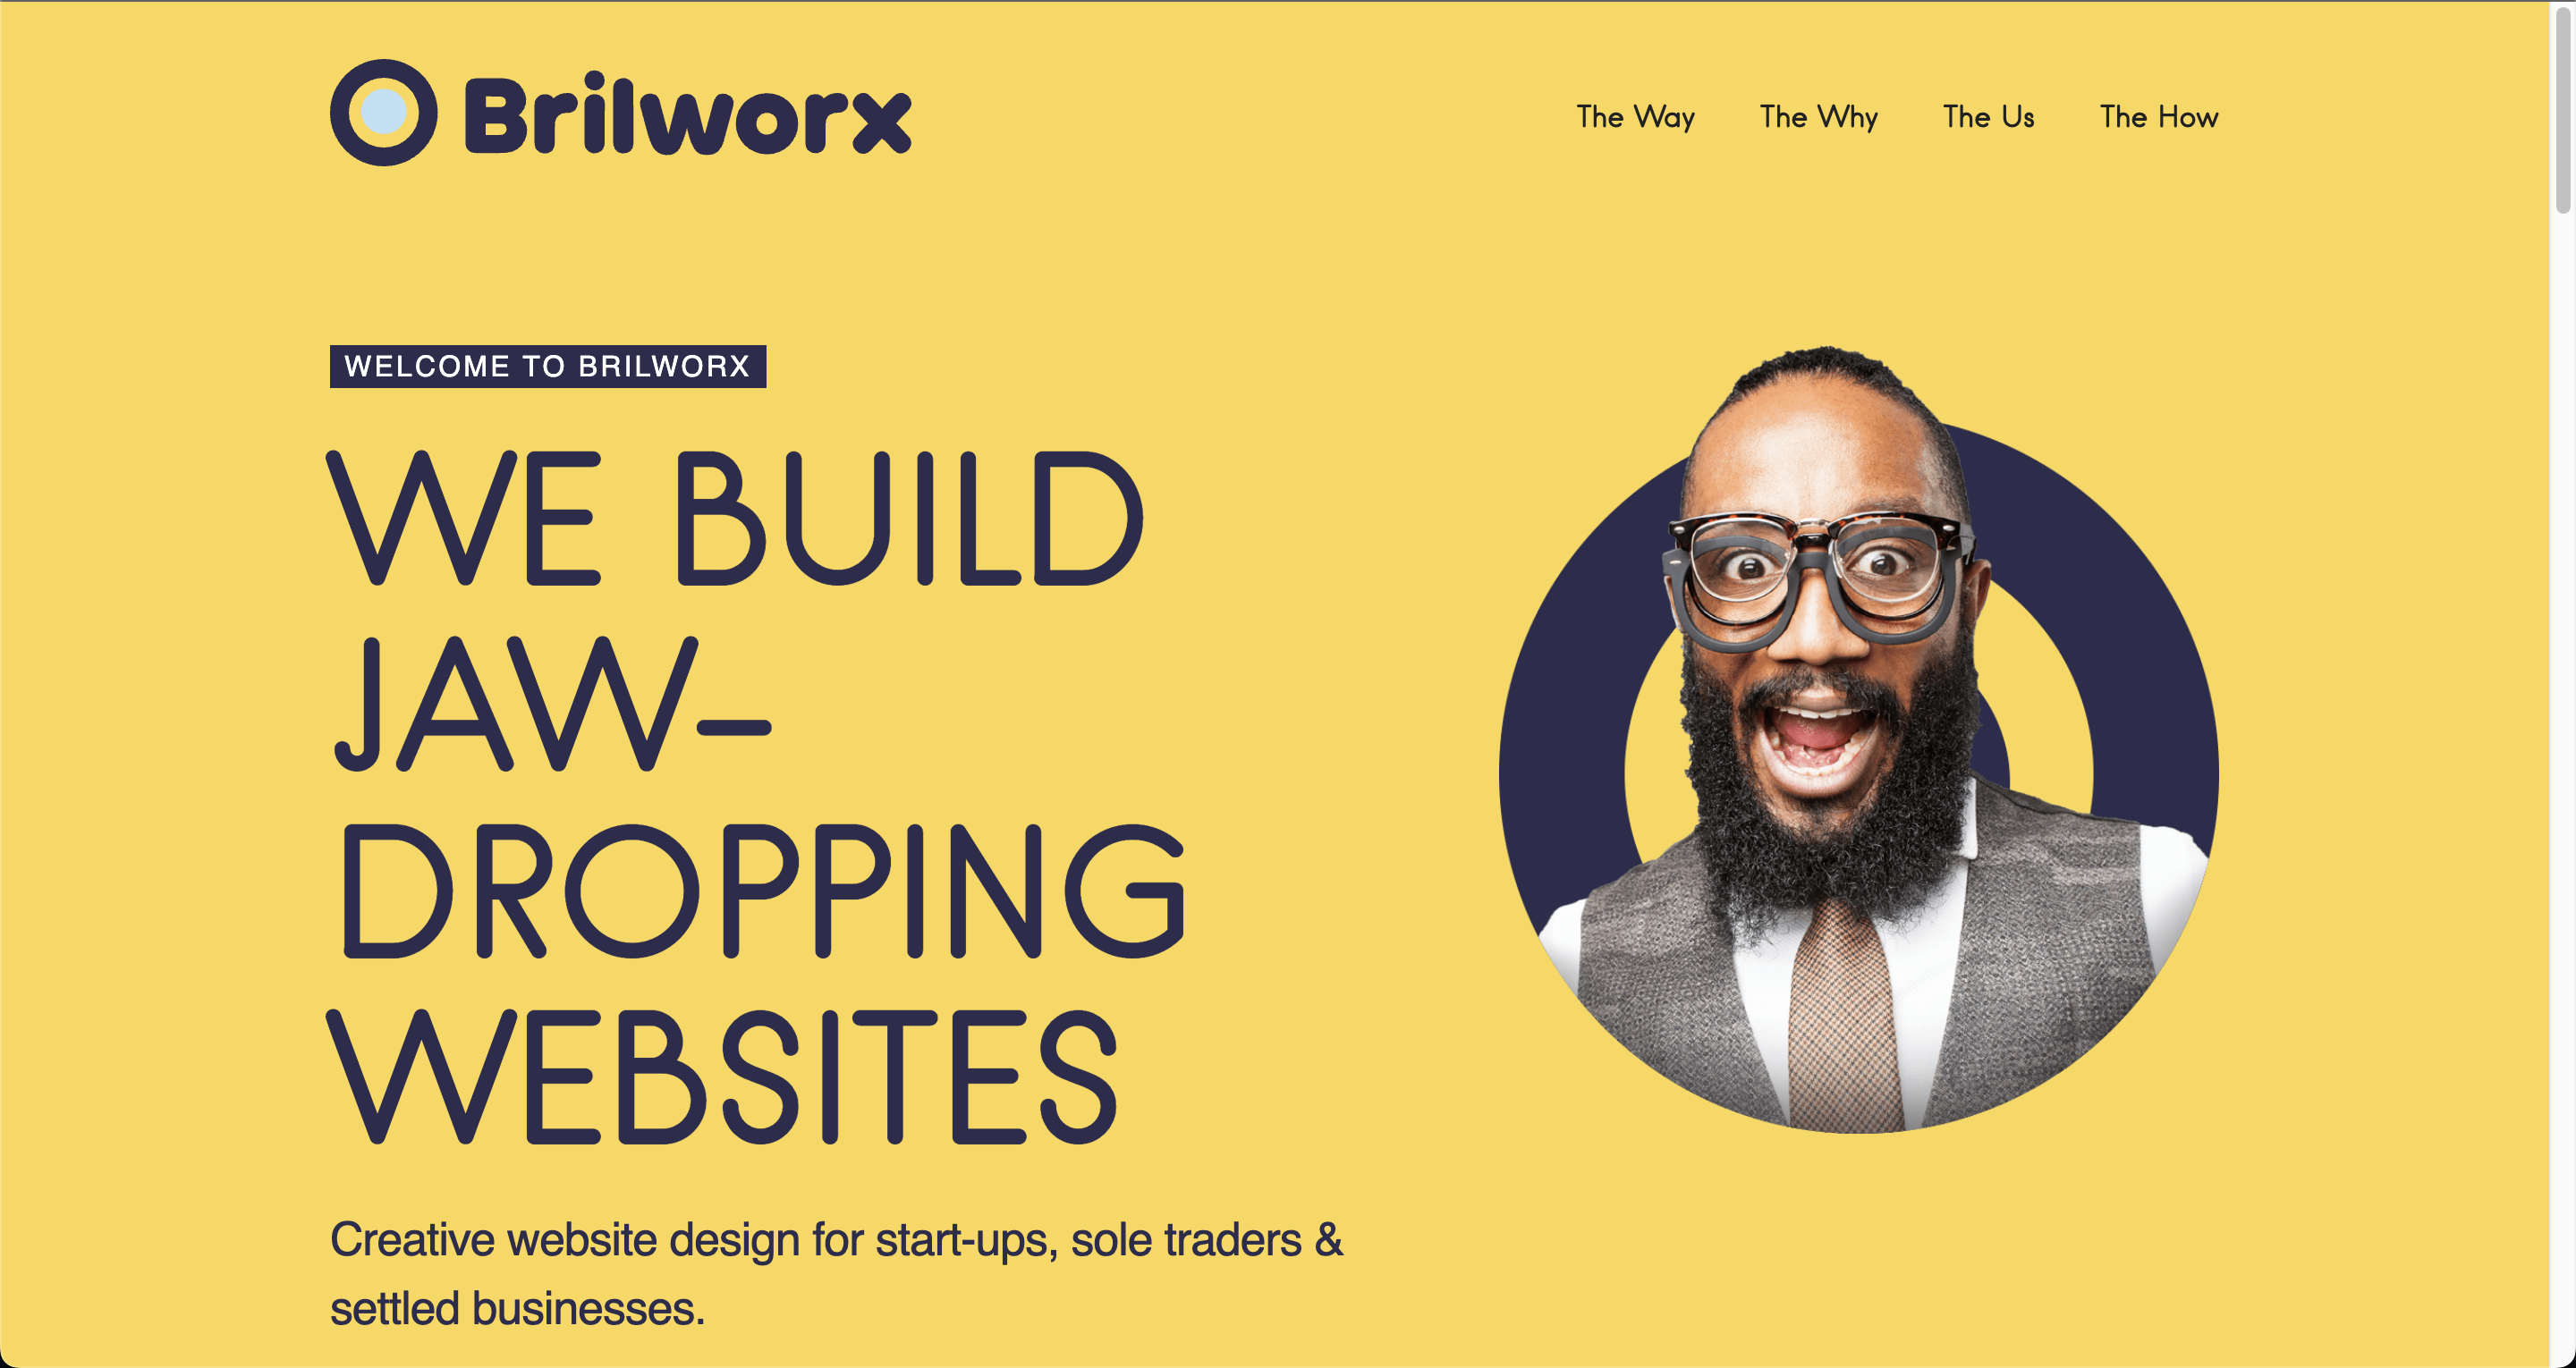 Brilworx
The Way The Why The Us The How
WELCOME TO BRILWORX
WE BUILD
JAW-
DROPPING
WEBSITES
Creative website design for start-ups, sole traders &
settled businesses.